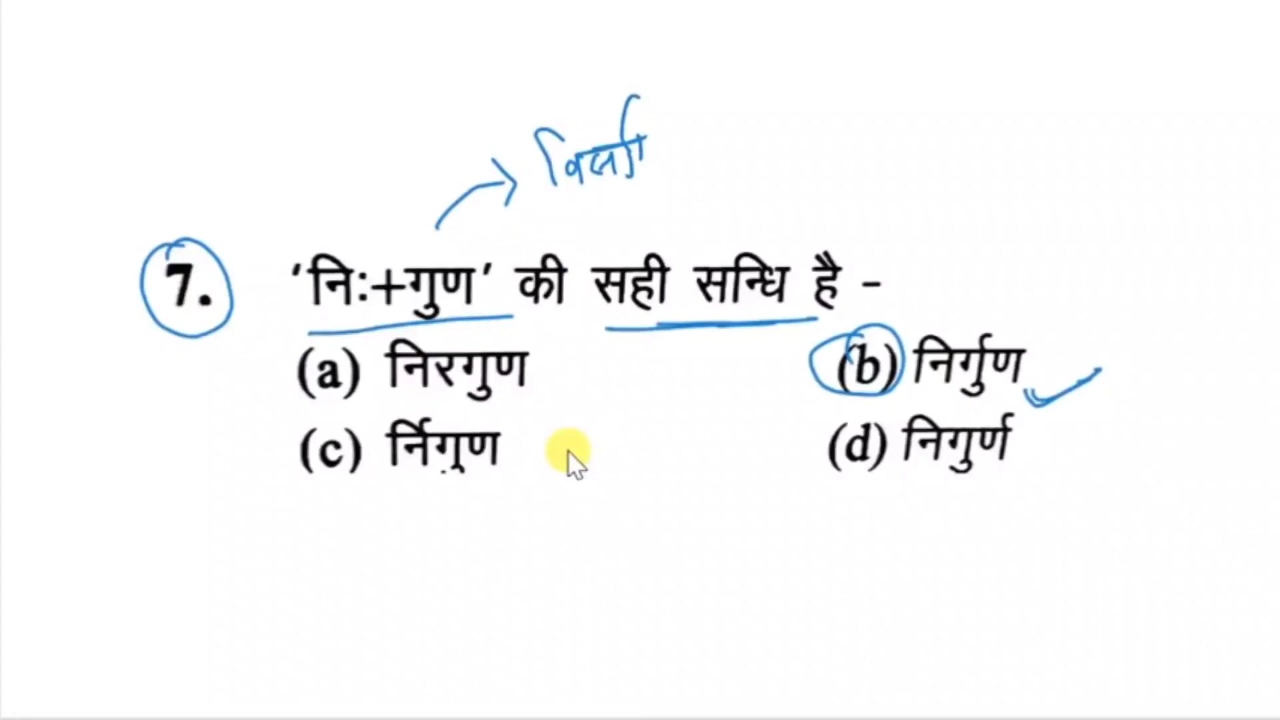 विसर्ग
7. 'निः+गुण' की सही सन्धि है -
(a) निरगुण (b) निर्गुण
(c) र्निगुण (d) निगुर्ण